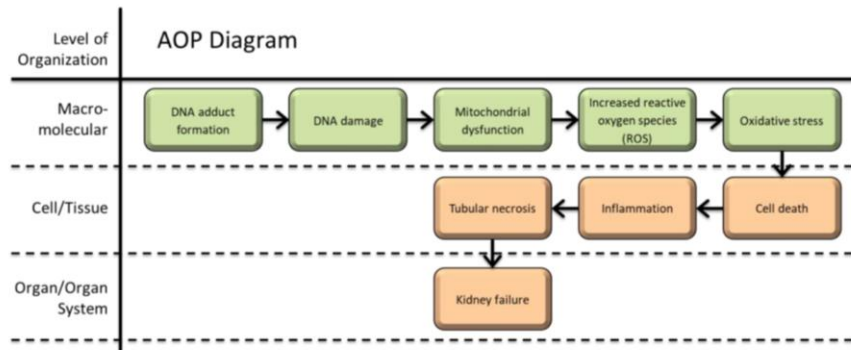 Level of
Organization
AOP Diagram
Macro-
molecular
DNA adduct
formation
DNA damage
Mitochondrial
dysfunction
Increased reactive
oxygen species
(ROS)
Oxidative stress
Cell/Tissue
Tubular necrosis
Inflammation
Cell death
Organ/Organ
System
Kidney failure